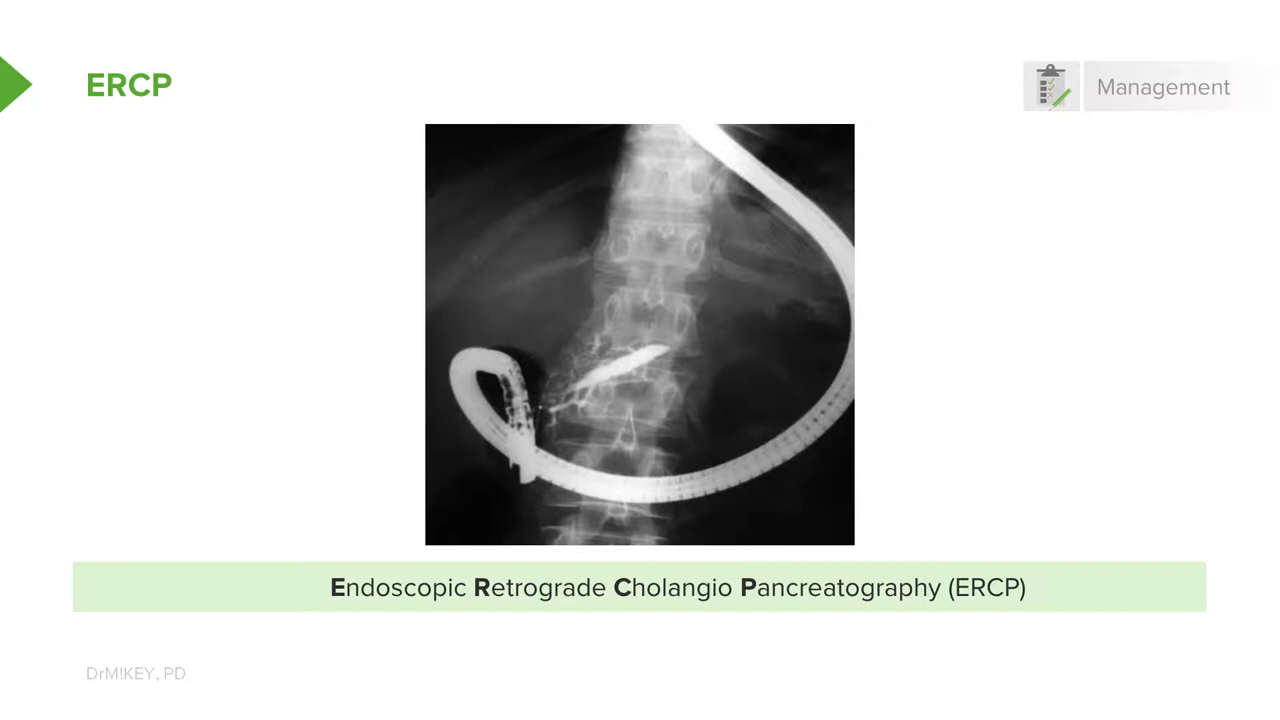 ERCP
Management
Endoscopic Retrograde Cholangio Pancreatography (ERCP)
DrM!KEY, PD